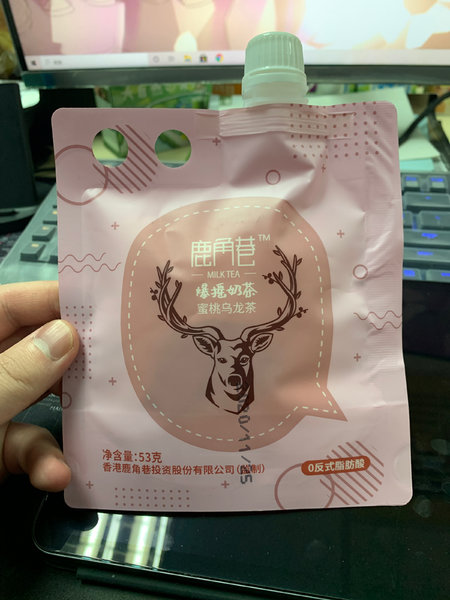 鹿角巷™
MILK TEA
爆摇奶茶
蜜桃乌龙茶
净含量:53克
香港鹿角巷投资股份有限公司(监制)
0反式脂肪酸